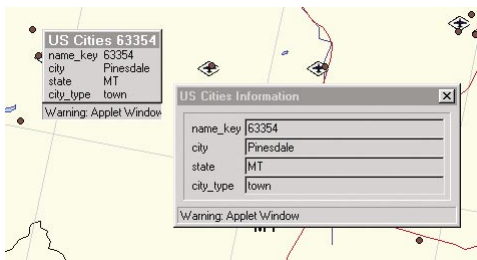 US Cities 63354
name_key 63354
city Pinesdale
state MT
city_type town
Warning: Applet Window
US Cities Information
name_key 63354
city Pinesdale
state MT
city_type town
Warning: Applet Window